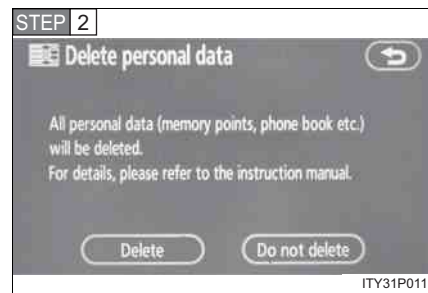 STEP 2
Delete personal data
All personal data (memory points, phone book etc.)
will be deleted.
For details, please refer to the instruction manual.
Delete
Do not delete
ITY31P011